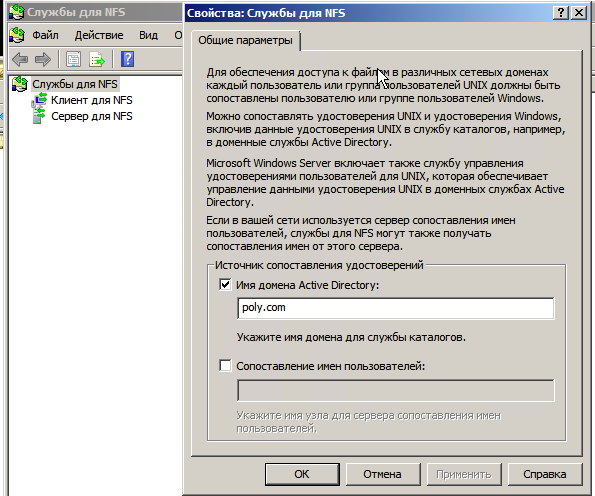 Службы для NFS
Файл Действие Вид
Службы для NFS
Клиент для NFS
Сервер для NFS
Свойства: Службы для NFS
Общие параметры
Для обеспечения доступа к файлам в различных сетевых доменах
каждый пользователь или группа пользователей UNIX должны быть
сопоставлены пользователю или группе пользователей Windows.
Можно сопоставлять удостоверения UNIX и удостоверения Windows,
включив данные удостоверения UNIX в службу каталогов, например,
в доменные службы Active Directory.
Microsoft Windows Server включает также службу управления
удостоверениями пользователей для UNIX, которая обеспечивает
управление данными удостоверения UNIX в доменных службах Active
Directory.
Если в вашей сети используется сервер сопоставления имен
пользователей, службы для NFS могут также получать
сопоставления имен от этого сервера.
Источник сопоставления удостоверений
Имя домена Active Directory:
poly.com
Укажите имя домена для службы каталогов.
Сопоставление имен пользователей:
Укажите имя узла для сервера сопоставления имен
пользователей.
ОК Отмена Применить Справка